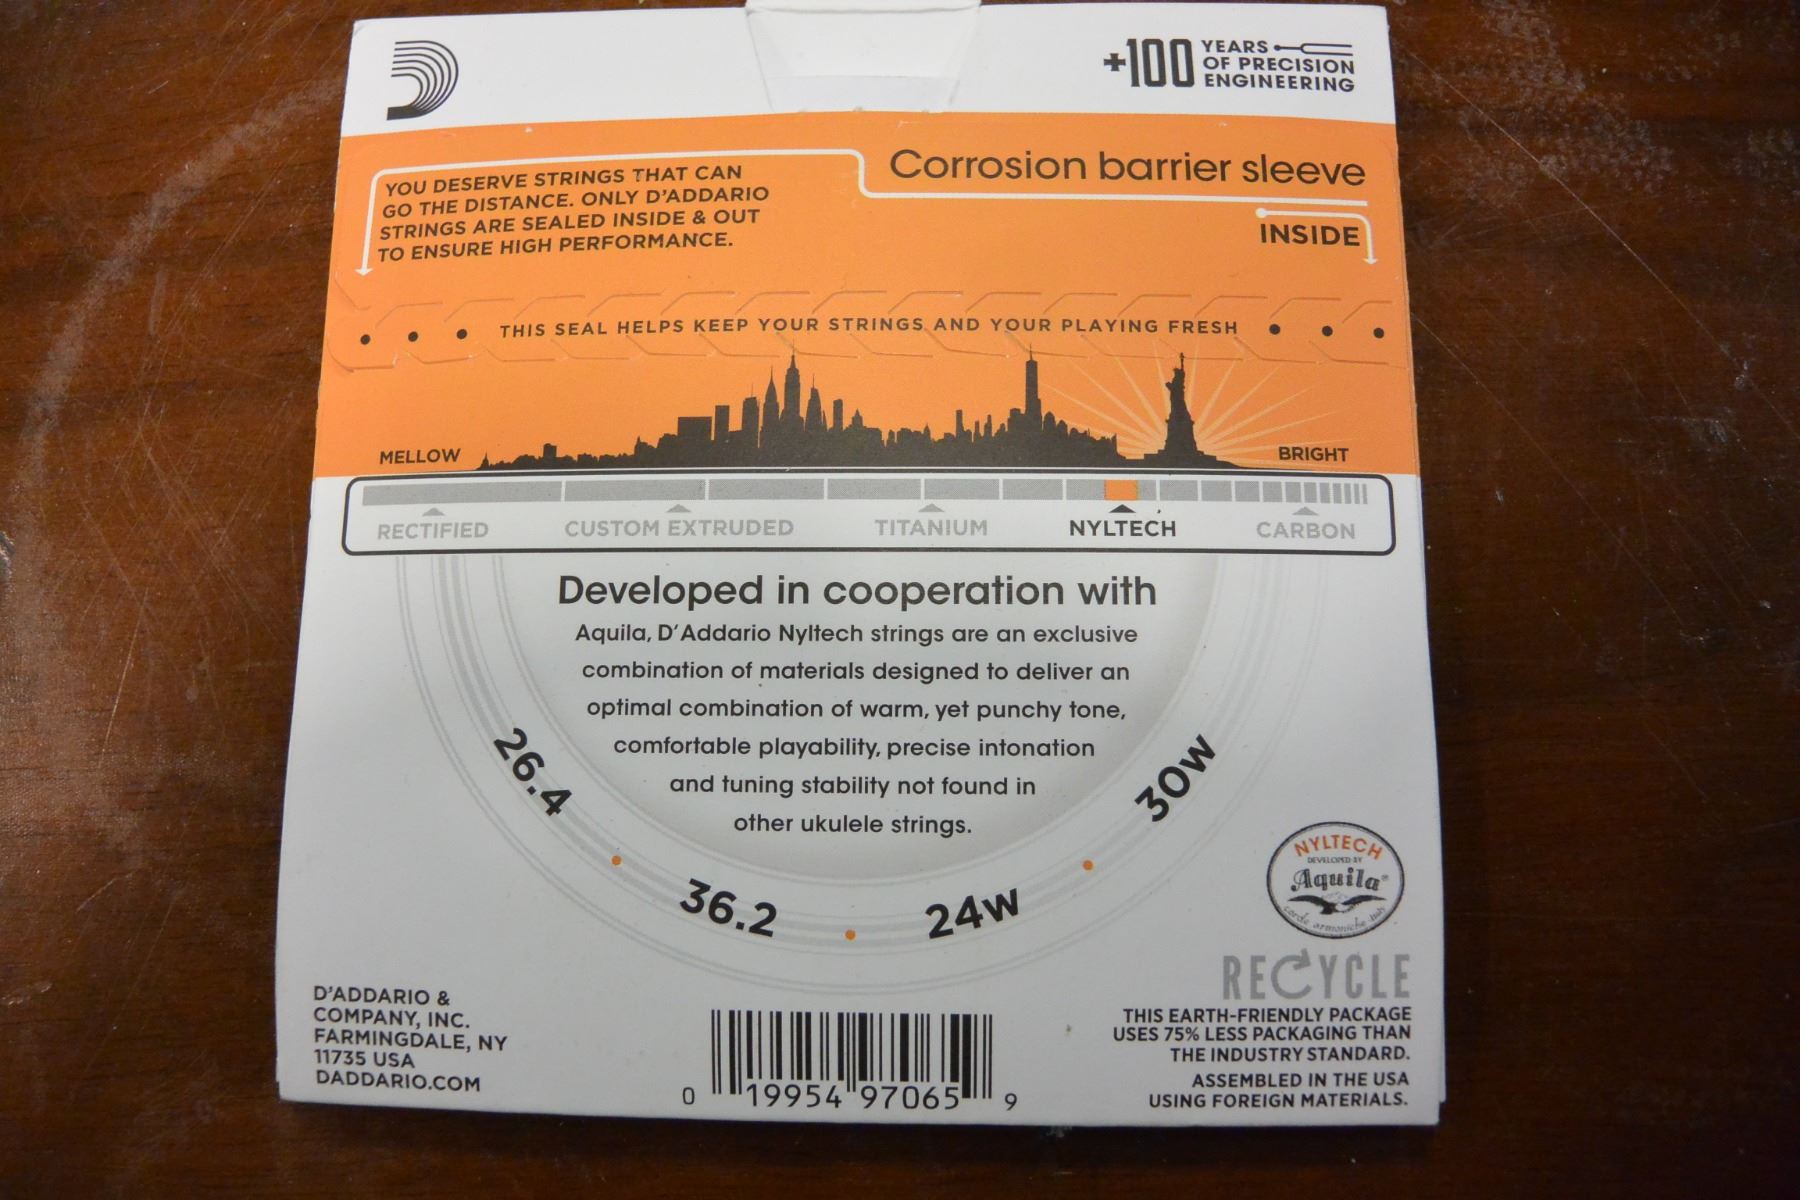 +100 YEARS
OF PRECISION
ENGINEERING
YOU DESERVE STRINGS THAT CAN
GO THE DISTANCE. ONLY D'ADDARIO
STRINGS ARE SEALED INSIDE & OUT
TO ENSURE HIGH PERFORMANCE.
Corrosion barrier sleeve
INSIDE
THIS SEAL HELPS KEEP YOUR STRINGS AND YOUR PLAYING FRESH
MELLOW
BRIGHT
RECTIFIED
CUSTOM EXTRUDED
TITANIUM
NYLTECH
CARBON
Developed in cooperation with
Aquila, D'Addario Nyltech strings are an exclusive
combination of materials designed to deliver an
optimal combination of warm, yet punchy tone,
comfortable playability, precise intonation
and tuning stability not found in
other ukulele strings.
26.4
36.2
24w
30w
NYLTECH
DEVELOPED BY
Aquila®
corde armoniche Italy
RECYCLE
THIS EARTH-FRIENDLY PACKAGE
USES 75% LESS PACKAGING THAN
THE INDUSTRY STANDARD.
ASSEMBLED IN THE USA
USING FOREIGN MATERIALS.
D'ADDARIO &
COMPANY, INC.
FARMINGDALE, NY
11735 USA
DADDARIO.COM
0 19954 97065 9